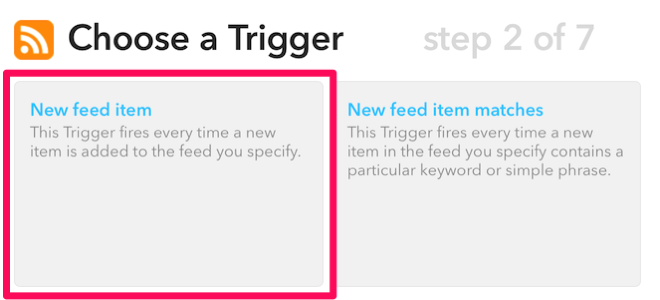 Choose a Trigger step 2 of 7
New feed item
This Trigger fires every time a new
item is added to the feed you specify.
New feed item matches
This Trigger fires every time a new
item in the feed you specify contains a
particular keyword or simple phrase.